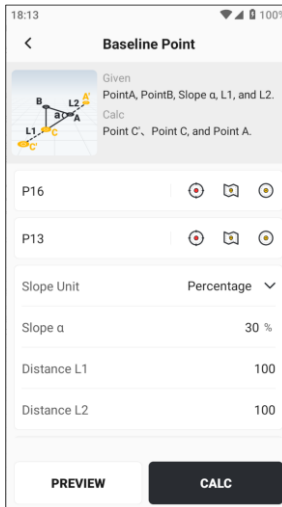 18:13
100%
Baseline Point
Given
PointA, PointB, Slope α, L1, and L2.
Calc
Point C'、Point C, and Point A.
B
L2
A'
a
A
L1
C
C'
P16
P13
Slope Unit
Percentage
Slope α
30 %
Distance L1
100
Distance L2
100
PREVIEW
CALC